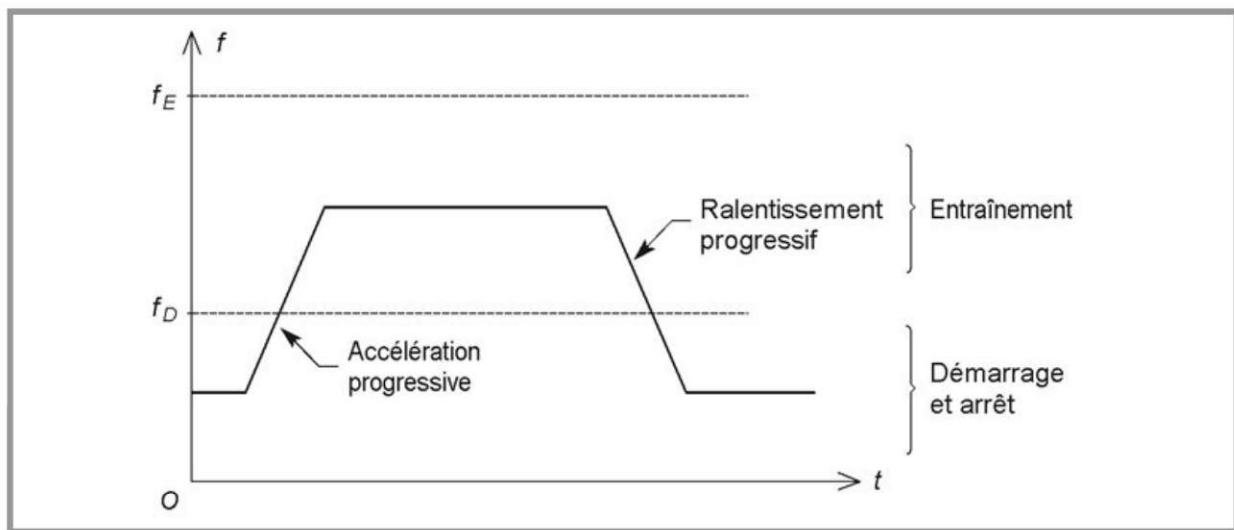 f
f_E
Ralentissement
progressif
Entraînement
f_D
Accélération
progressive
Démarrage
et arrêt
O
t